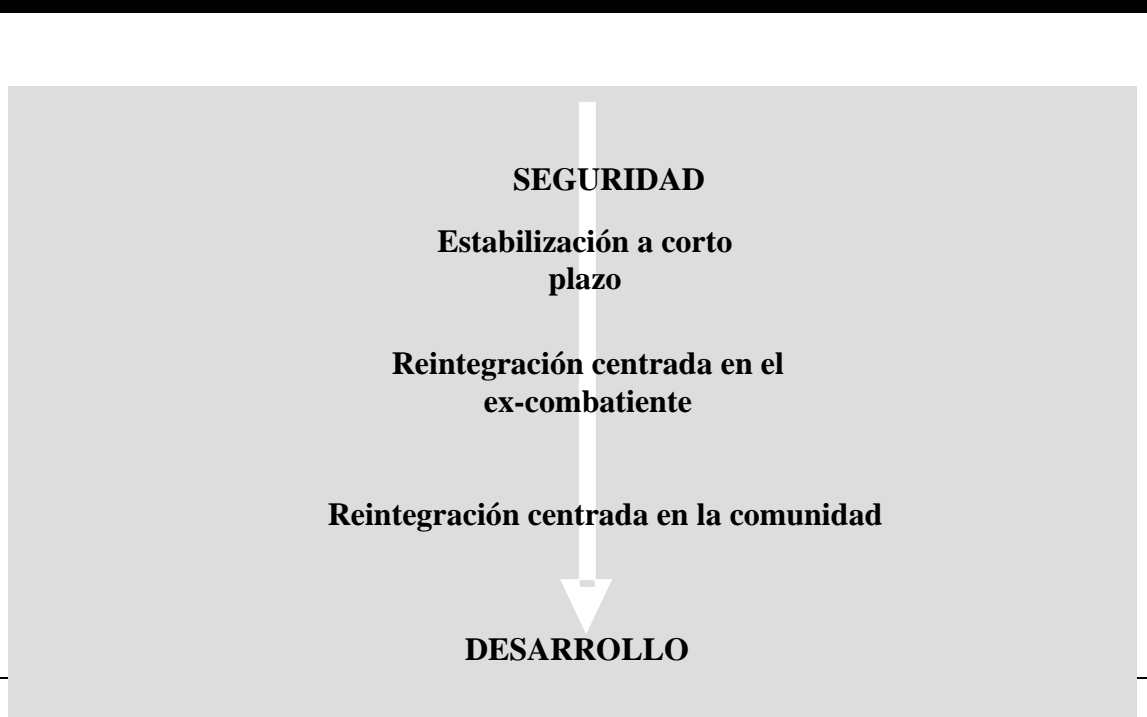 SEGURIDAD
Estabilización a corto
plazo
Reintegración centrada en el
ex-combatiente
Reintegración centrada en la comunidad
DESARROLLO